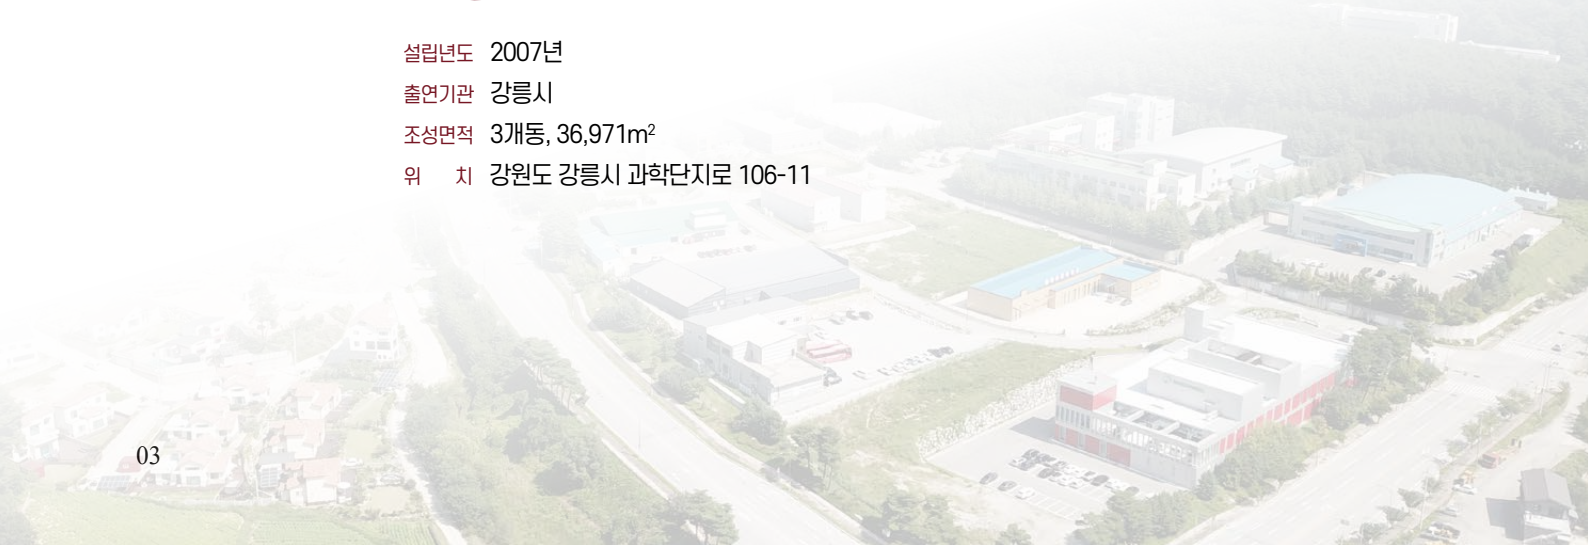 설립년도 2007년
출연기관 강릉시
조성면적 3개동, 36,971m²
위 치 강원도 강릉시 과학단지로 106-11
03